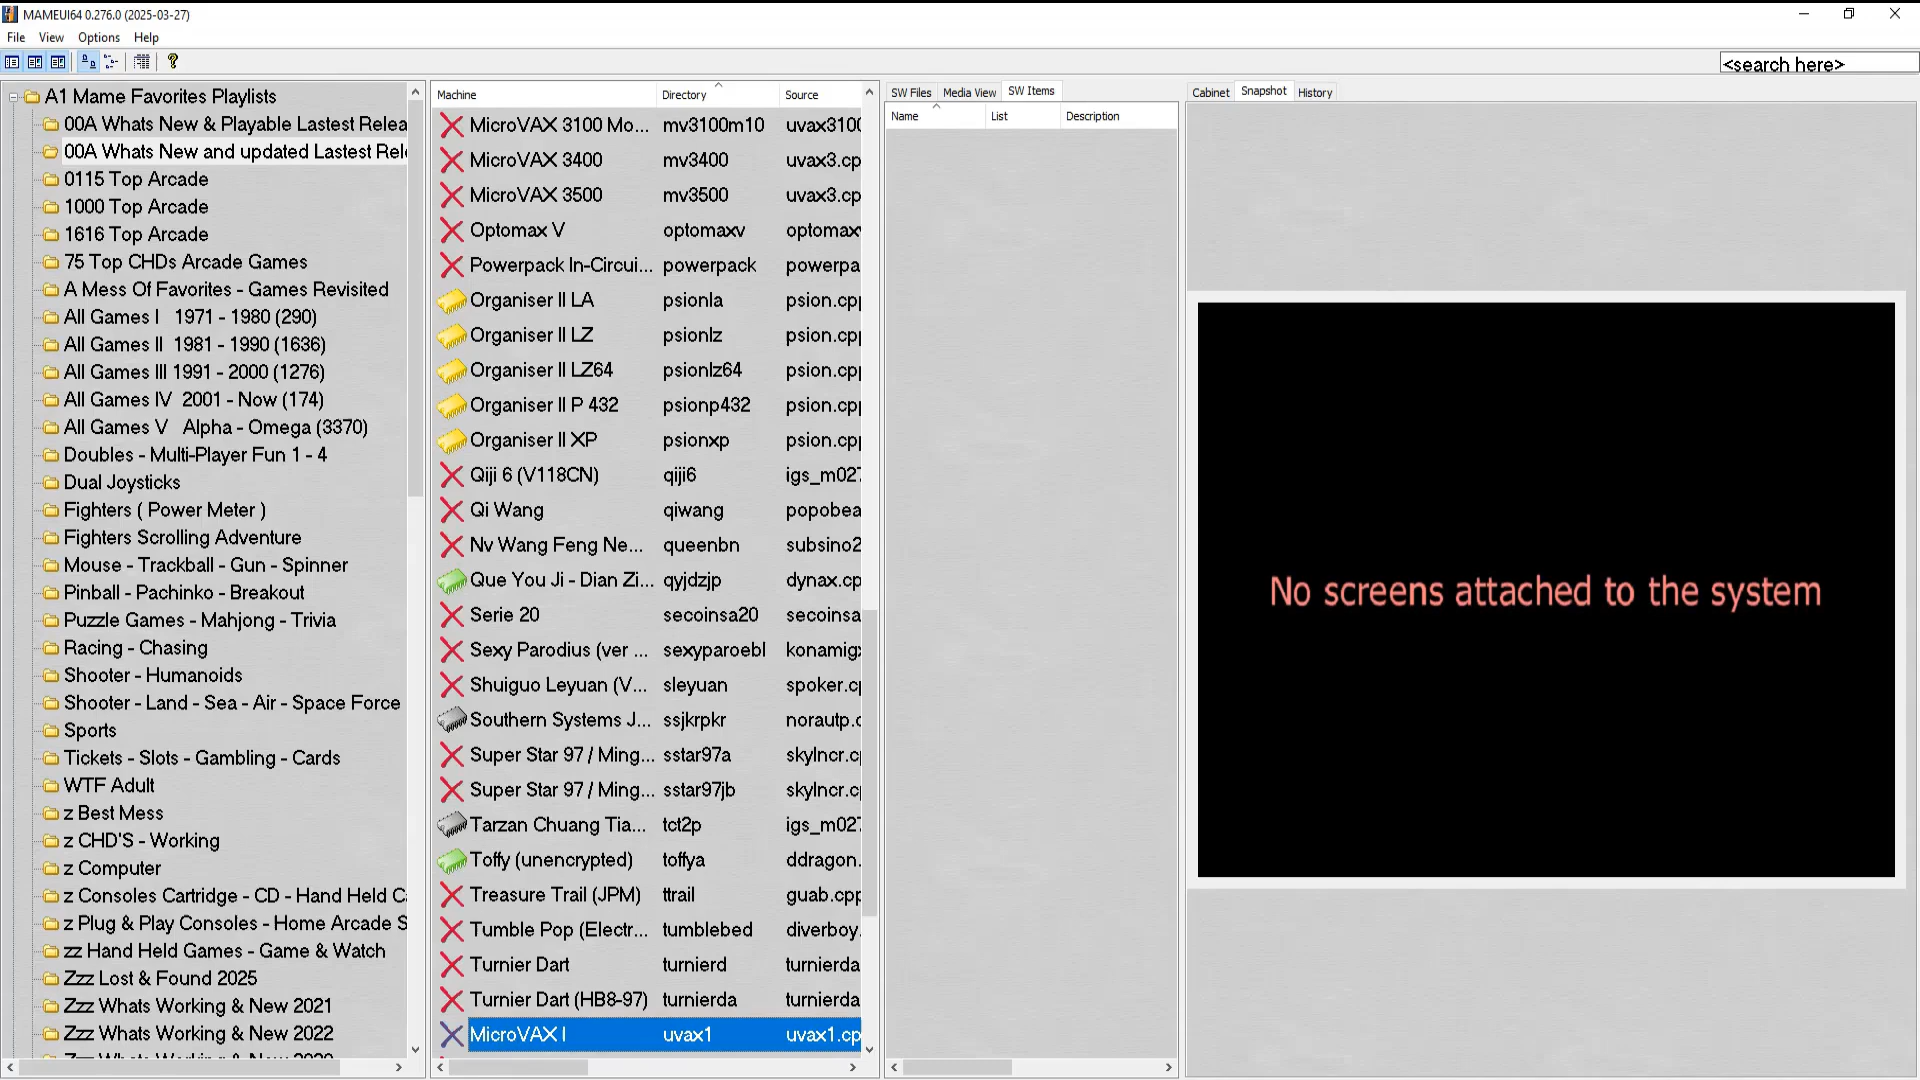 MAMEUI64 0.276.0 (2025-03-27)
File View Options Help
<search here>
A1 Mame Favorites Playlists
00A Whats New & Playable Lastest Relea
00A Whats New and updated Lastest Rele
0115 Top Arcade
1000 Top Arcade
1616 Top Arcade
75 Top CHDs Arcade Games
A Mess Of Favorites - Games Revisited
All Games I 1971 - 1980 (290)
All Games II 1981 - 1990 (1636)
All Games III 1991 - 2000 (1276)
All Games IV 2001 - Now (174)
All Games V Alpha - Omega (3370)
Doubles - Multi-Player Fun 1 - 4
Dual Joysticks
Fighters ( Power Meter )
Fighters Scrolling Adventure
Mouse - Trackball - Gun - Spinner
Pinball - Pachinko - Breakout
Puzzle Games - Mahjong - Trivia
Racing - Chasing
Shooter - Humanoids
Shooter - Land - Sea - Air - Space Force
Sports
Tickets - Slots - Gambling - Cards
WTF Adult
z Best Mess
z CHD'S - Working
z Computer
z Consoles Cartridge - CD - Hand Held C
z Plug & Play Consoles - Home Arcade S
zz Hand Held Games - Game & Watch
Zzz Lost & Found 2025
Zzz Whats Working & New 2021
Zzz Whats Working & New 2022
Machine Directory Source
MicroVAX 3100 Mo... mv3100m10 uvax3100
MicroVAX 3400 mv3400 uvax3.cp
MicroVAX 3500 mv3500 uvax3.cp
Optomax V optomaxv optomaxv
Powerpack In-Circui... powerpack powerpa
Organiser II LA psionla psion.cpp
Organiser II LZ psionlz psion.cpp
Organiser II LZ64 psionlz64 psion.cpp
Organiser II P 432 psionp432 psion.cpp
Organiser II XP psionxp psion.cpp
Qiji 6 (V118CN) qiji6 igs_m027
Qi Wang qiwang popobea
Nv Wang Feng Ne... queenbn subsino2
Que You Ji - Dian Zi... qyjdzjp dynax.cp
Serie 20 secoinsa20 secoinsa
Sexy Parodius (ver ... sexyparoebl konamigx
Shuiguo Leyuan (V... sleyuan spoker.cp
Southern Systems J... ssjkrpkr norautp.c
Super Star 97 / Ming... sstar97a skylncr.c
Super Star 97 / Ming... sstar97jb skylncr.c
Tarzan Chuang Tia... tct2p igs_m027
Toffy (unencrypted) toffya ddragon.
Treasure Trail (JPM) ttrail guab.cpp
Tumble Pop (Electr... tumblebed diverboy.
Turnier Dart turnierd turnierda
Turnier Dart (HB8-97) turnierda turnierda
MicroVAX I uvax1 uvax1.cp
SW Files Media View SW Items
Name List Description
Cabinet Snapshot History
No screens attached to the system